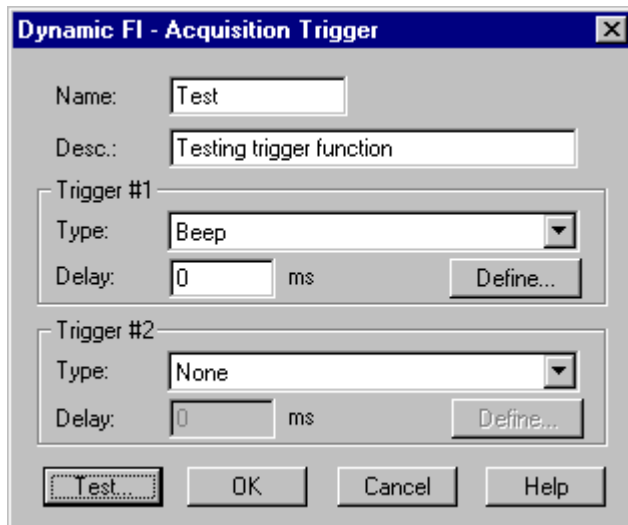 Dynamic FI - Acquisition Trigger
Name: Test
Desc.: Testing trigger function
Trigger #1
Type: Beep
Delay: 0 ms Define...
Trigger #2
Type: None
Delay: 0 ms Define...
Test... OK Cancel Help